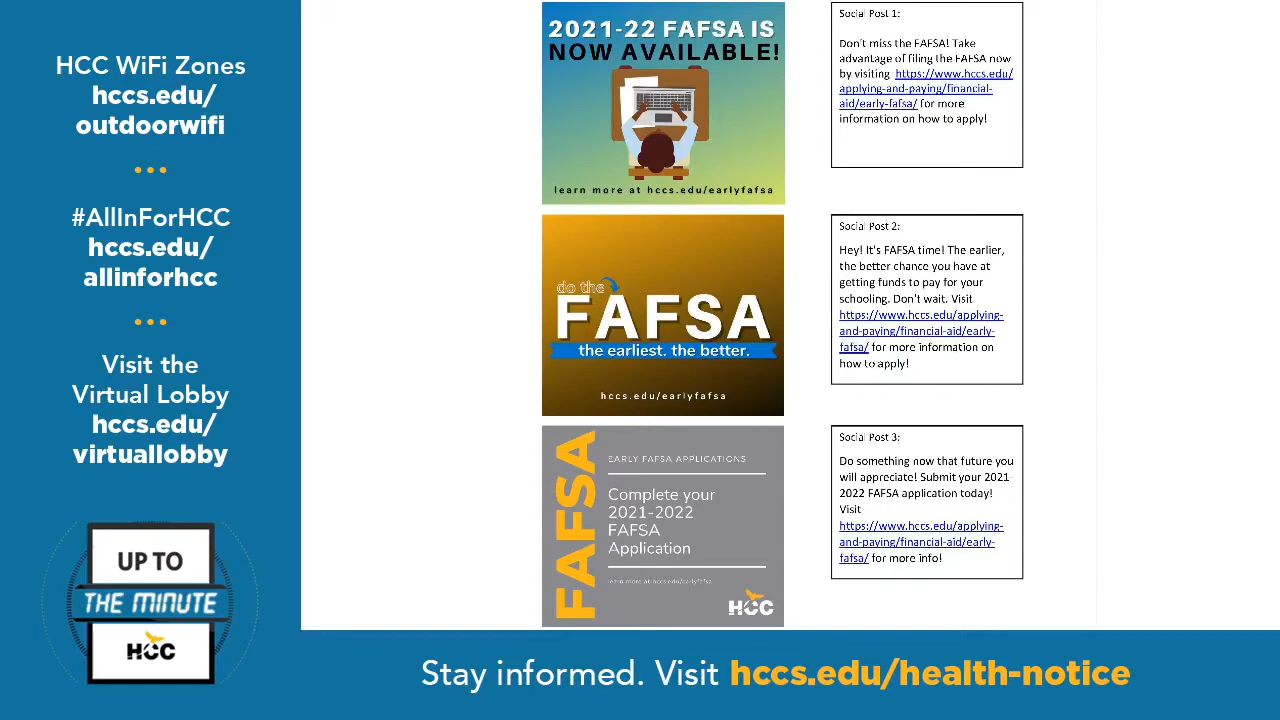 HCC WiFi Zones
hccs.edu/
outdoorwifi
#AllInForHCC
hccs.edu/
allinforhcc
Visit the
Virtual Lobby
hccs.edu/
virtuallobby
UP TO
THE MINUTE
HCC
2021-22 FAFSA IS
NOW AVAILABLE!
learn more at hccs.edu/earlyfafsa
Social Post 1:
Don't miss the FAFSA! Take
advantage of filing the FAFSA now
by visiting https://www.hccs.edu/
applying-and-paying/financial-
aid/early-fafsa/ for more
information on how to apply!
do the
FAFSA
the earliest. the better.
hccs.edu/earlyfafsa
Social Post 2:
Hey! It's FAFSA time! The earlier,
the better chance you have at
getting funds to pay for your
schooling. Don't wait. Visit
https://www.hccs.edu/applying-
and-paying/financial-aid/early-
fafsa/ for more information on
how to apply!
FAFSA
EARLY FAFSA APPLICATIONS
Complete your
2021-2022
FAFSA
Application
learn more at hccs.edu/earlyfafsa
HCC
Social Post 3:
Do something now that future you
will appreciate! Submit your 2021-
2022 FAFSA application today!
Visit
https://www.hccs.edu/applying-
and-paying/financial-aid/early-
fafsa/ for more info!
Stay informed. Visit hccs.edu/health-notice